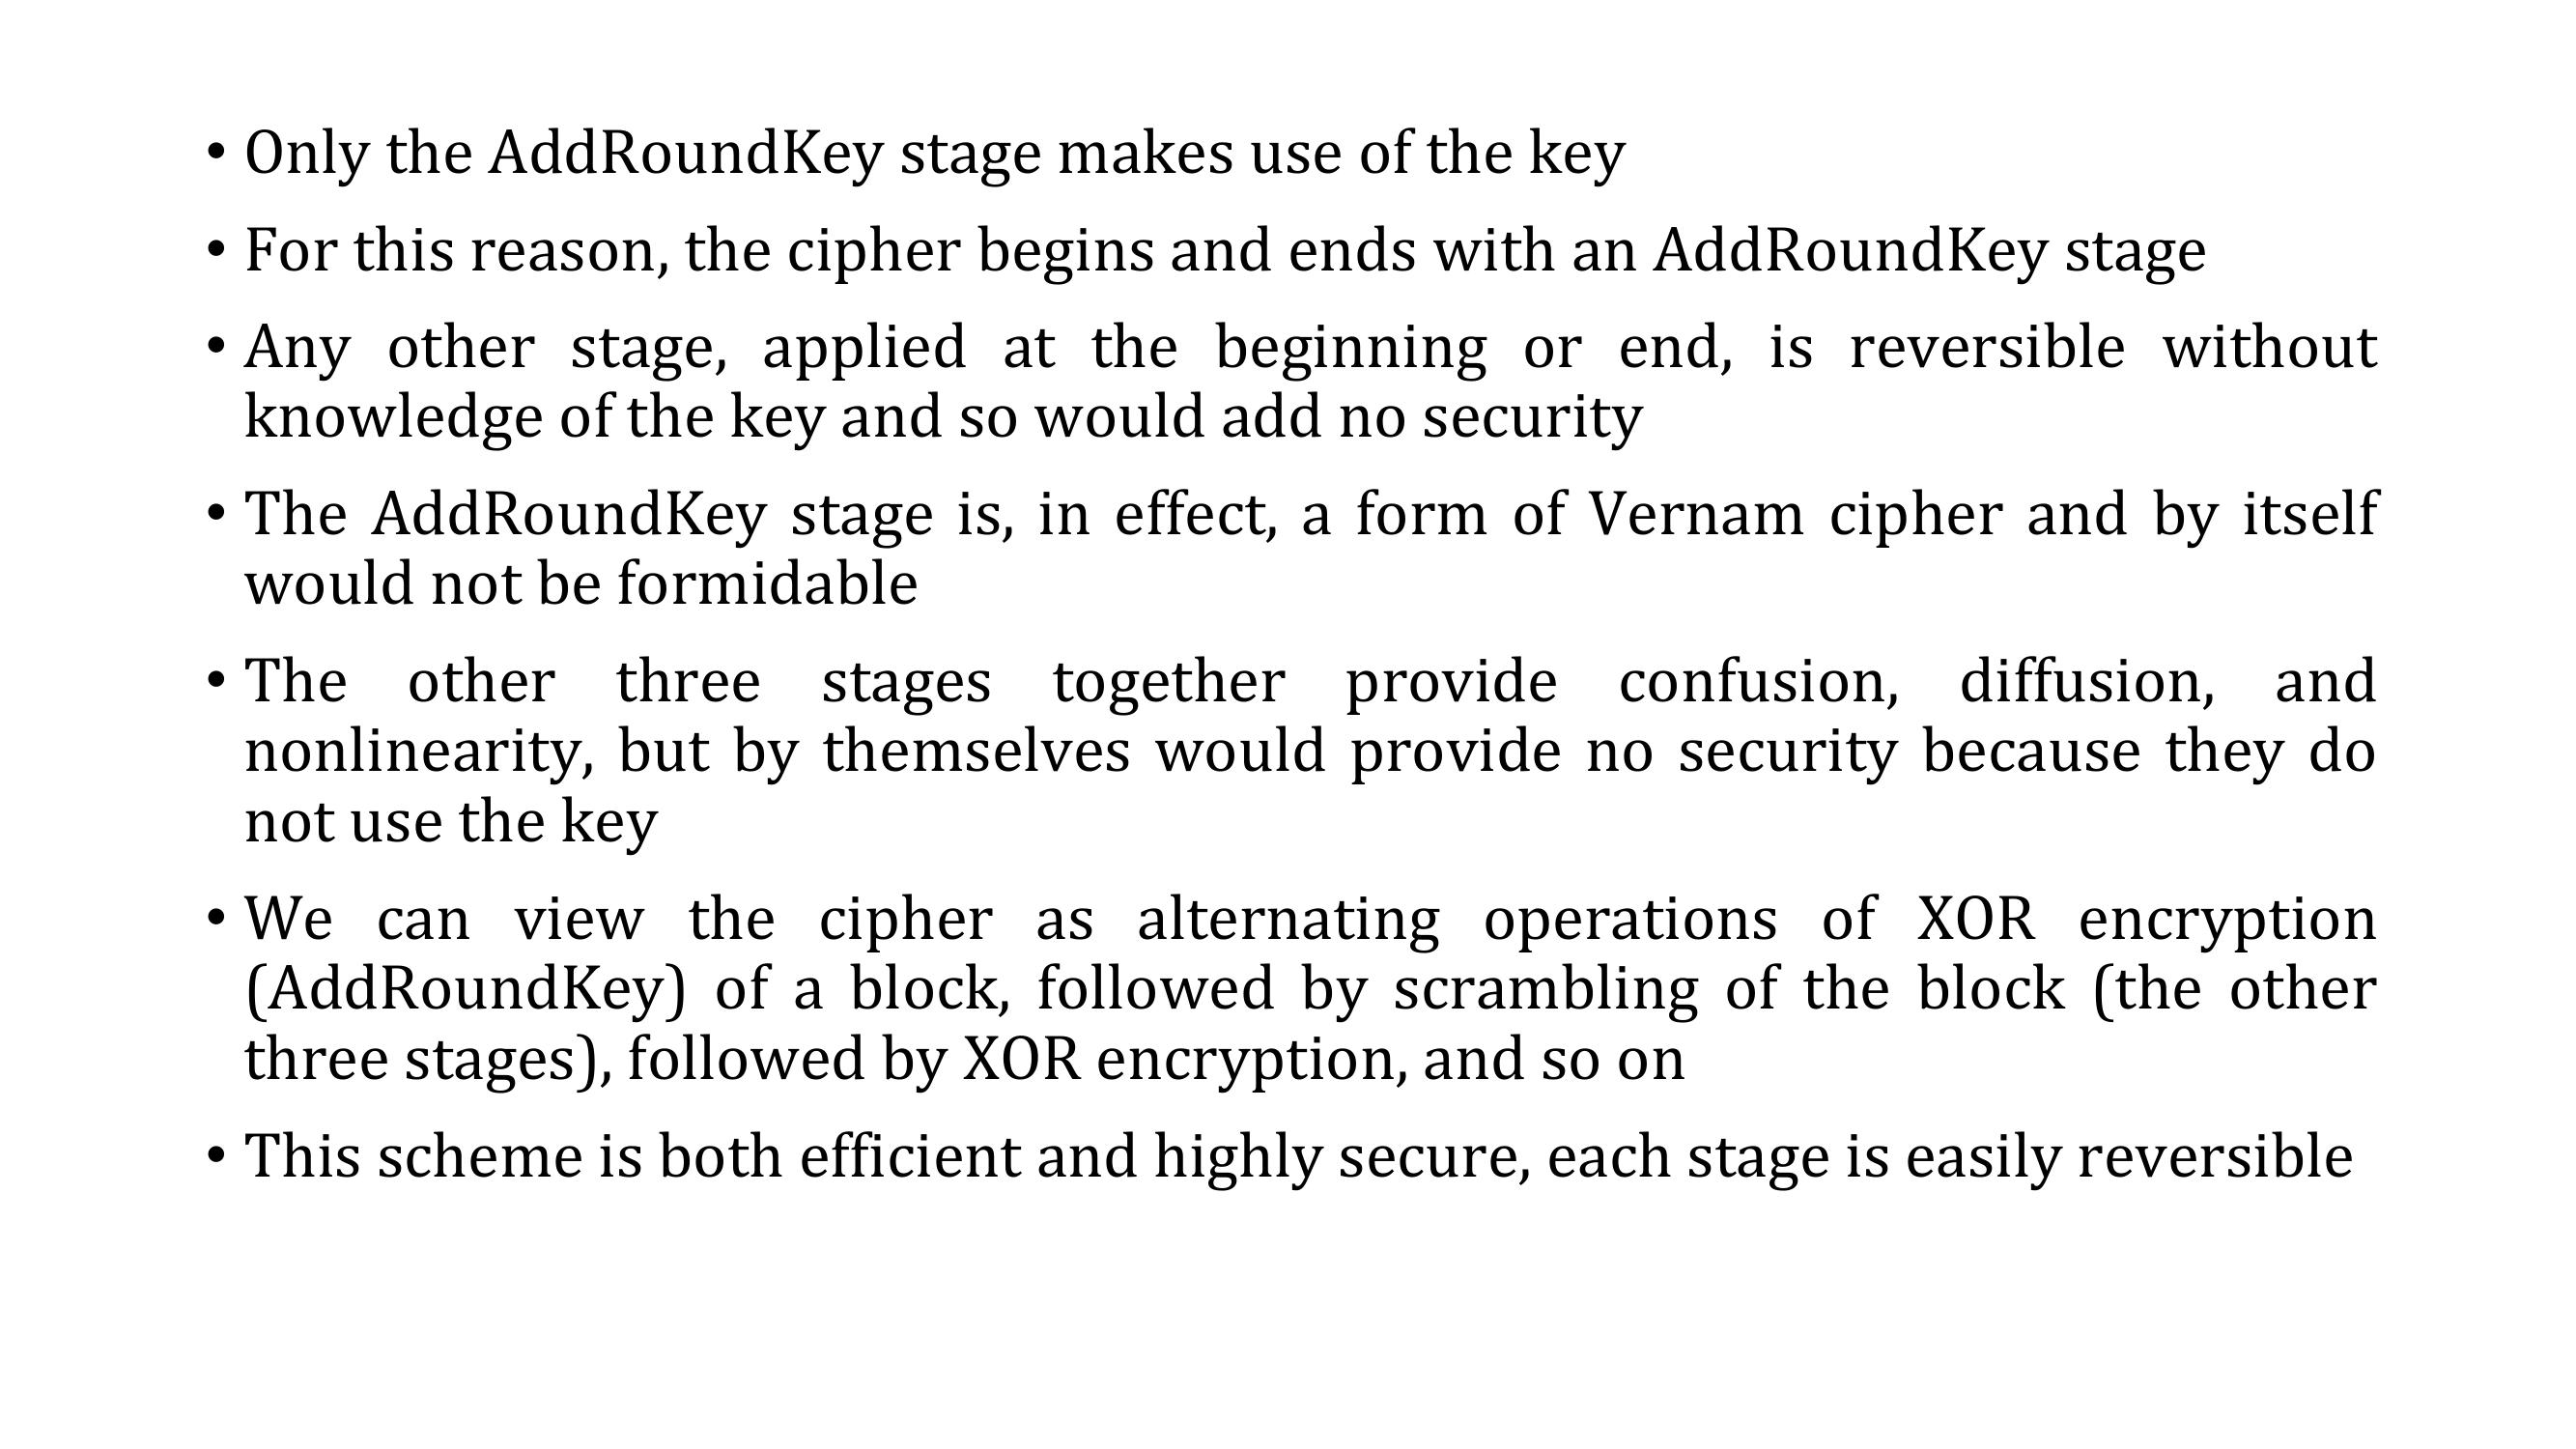 • Only the AddRoundKey stage makes use of the key
• For this reason, the cipher begins and ends with an AddRoundKey stage
• Any other stage, applied at the beginning or end, is reversible without
knowledge of the key and so would add no security
• The AddRoundKey stage is, in effect, a form of Vernam cipher and by itself
would not be formidable
• The other three stages together provide confusion, diffusion, and
nonlinearity, but by themselves would provide no security because they do
not use the key
• We can view the cipher as alternating operations of XOR encryption
(AddRoundKey) of a block, followed by scrambling of the block (the other
three stages), followed by XOR encryption, and so on
• This scheme is both efficient and highly secure, each stage is easily reversible